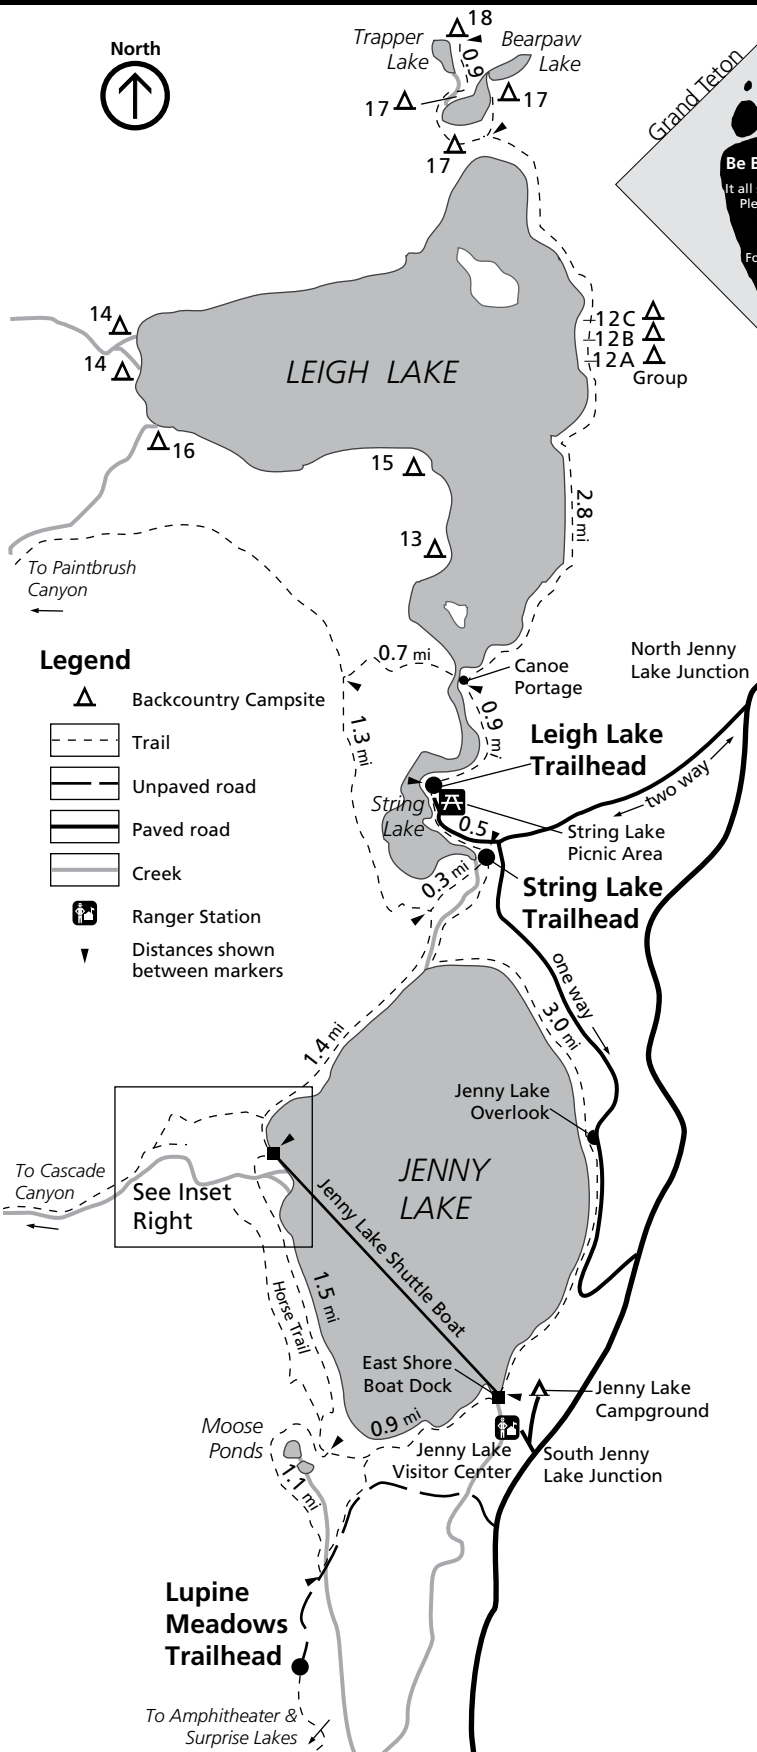 18
Trapper
Lake
Bearpaw
Lake
North
0.9
17
17
17
Grand Teton
Be B
It all
Ple
Fo
14
14
12C
12B
12A
Group
LEIGH LAKE
16
15
13
2.8 mi
To Paintbrush
Canyon
0.7 mi
Canoe
Portage
North Jenny
Lake Junction
Legend
Backcountry Campsite
Trail
Unpaved road
Paved road
Creek
Ranger Station
Distances shown
between markers
1.3 mi
0.9 mi
Leigh Lake
Trailhead
two way
String
Lake
0.5
String Lake
Picnic Area
0.3 mi
String Lake
Trailhead
one way
3.0 mi
1.4 mi
Jenny Lake
Overlook
To Cascade
Canyon
See Inset
Right
JENNY
LAKE
Jenny Lake Shuttle Boat
1.5 mi
Horse Trail
East Shore
Boat Dock
Jenny Lake
Campground
0.9 mi
Moose
Ponds
Jenny Lake
Visitor Center
South Jenny
Lake Junction
1.1 mi
Lupine
Meadows
Trailhead
To Amphitheater &
Surprise Lakes